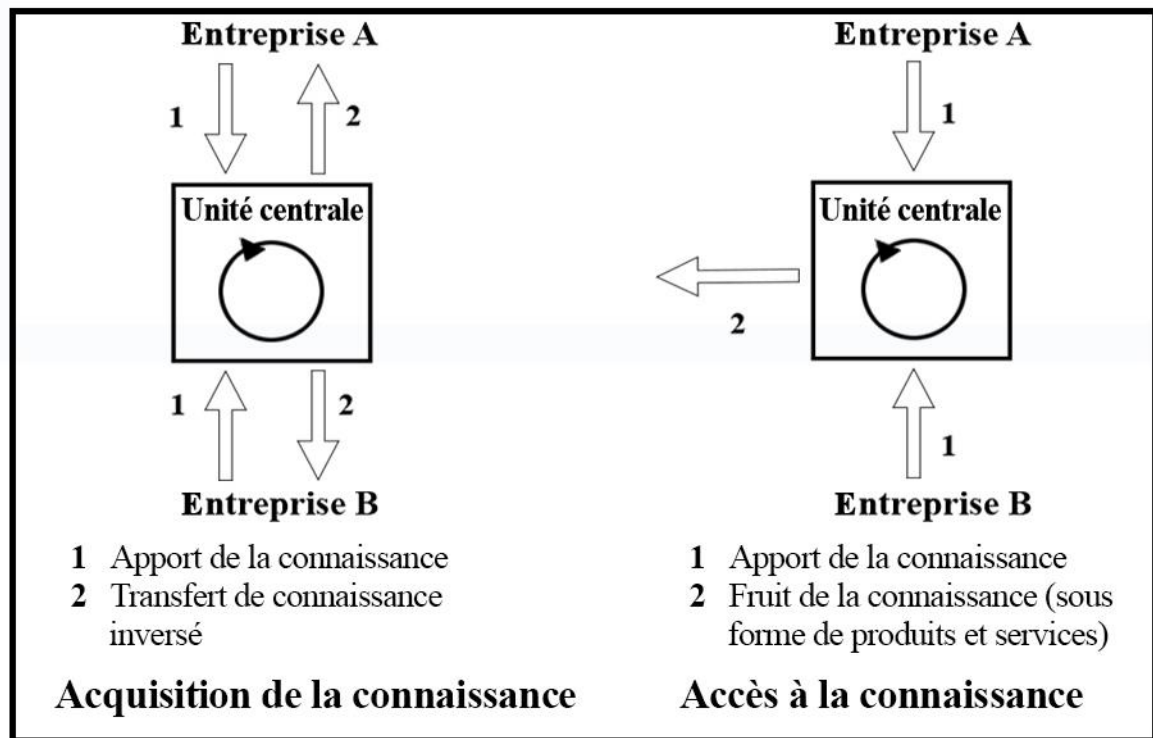 Entreprise A
1
2
Unité centrale
1
2
Entreprise B
1 Apport de la connaissance
2 Transfert de connaissance
inversé
Acquisition de la connaissance
Entreprise A
1
Unité centrale
2
1
Entreprise B
1 Apport de la connaissance
2 Fruit de la connaissance (sous
forme de produits et services)
Accès à la connaissance